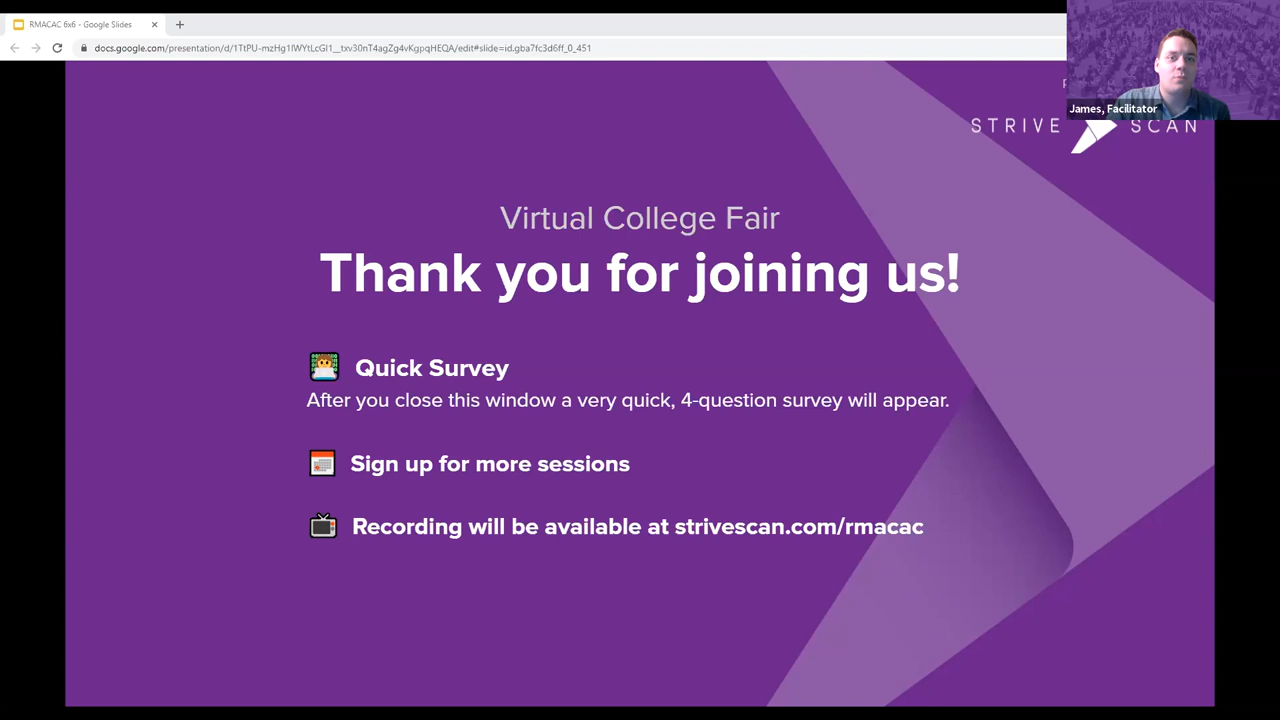 RMACAC 6x6 - Google Slides
docs.google.com/presentation/d/1TtPU-mzHg1IWYtLcGI1__txv30nT4agZg4vKgpqHEQA/edit#slide=id.gba7fc3d6ff_0_451
James, Facilitator
STRIVE SCAN
Virtual College Fair
Thank you for joining us!
Quick Survey
After you close this window a very quick, 4-question survey will appear.
Sign up for more sessions
Recording will be available at strivescan.com/rmacac